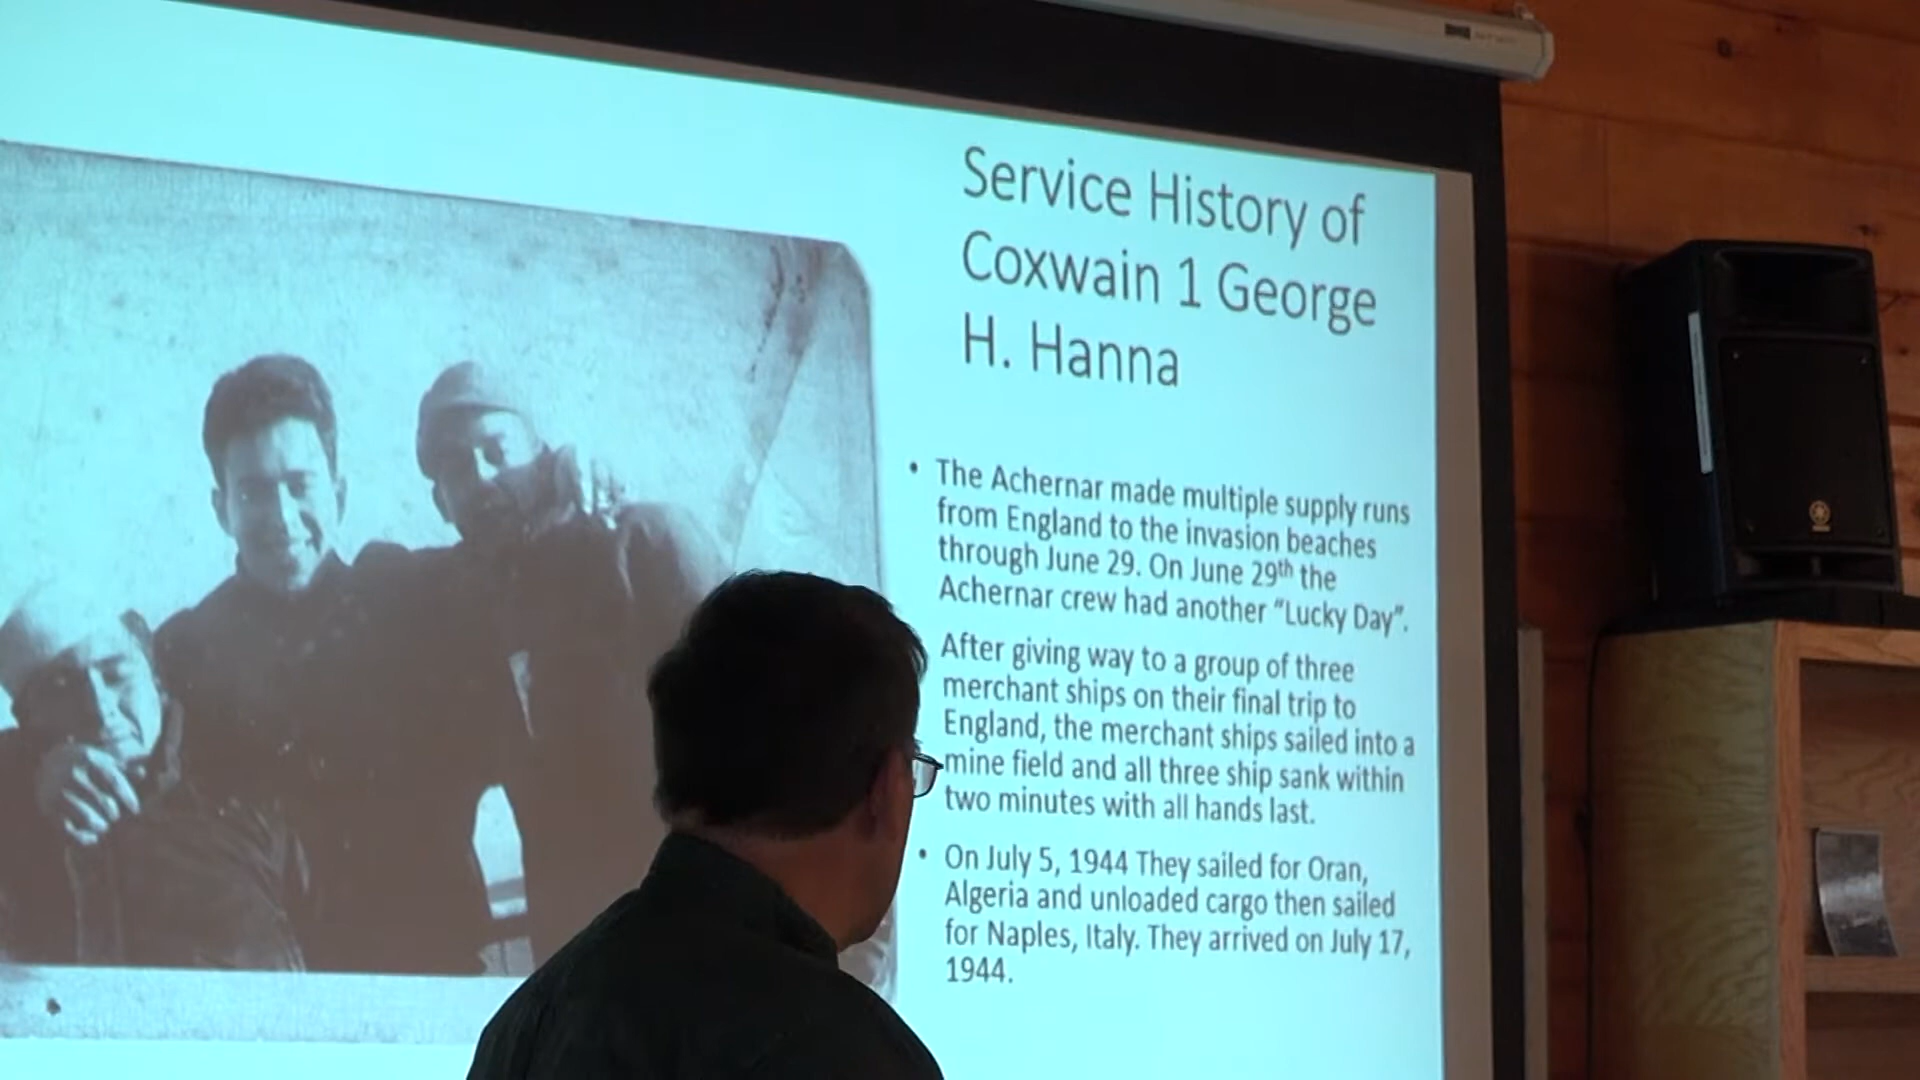 Service History of
Coxwain 1 George
H. Hanna
• The Achernar made multiple supply runs
from England to the invasion beaches
through June 29. On June 29th the
Achernar crew had another “Lucky Day”.
After giving way to a group of three
merchant ships on their final trip to
England, the merchant ships sailed into a
mine field and all three ship sank within
two minutes with all hands last.
• On July 5, 1944 They sailed for Oran,
Algeria and unloaded cargo then sailed
for Naples, Italy. They arrived on July 17,
1944.